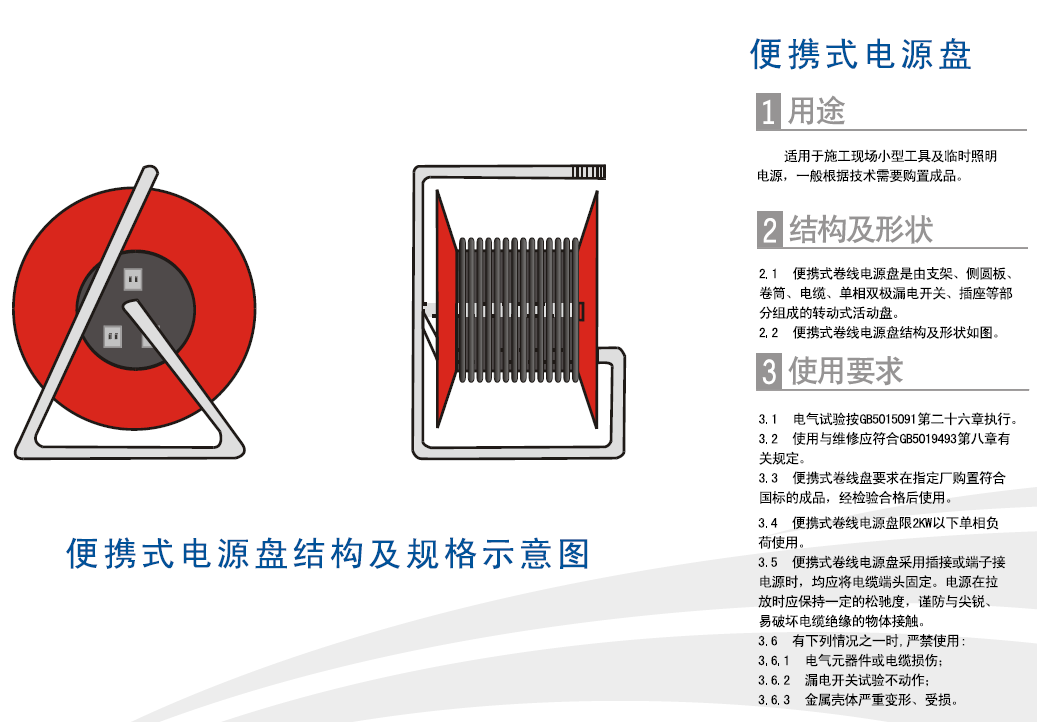 便携式电源盘
1 用途
适用于施工现场小型工具及临时照明
电源，一般根据技术需要购置成品。
2 结构及形状
2.1 便携式卷线电源盘是由支架、侧圆板、
卷筒、电缆、单相双极漏电开关、插座等部
分组成的转动式活动盘。
2.2 便携式卷线电源盘结构及形状如图。
3 使用要求
3.1 电气试验按GB5015091第二十六章执行。
3.2 使用与维修应符合GB5019493第八章有
关规定。
3.3 便携式卷线盘要求在指定厂购置符合
国标的成品，经检验合格后使用。
3.4 便携式卷线电源盘限2KW以下单相负
荷使用。
3.5 便携式卷线电源盘采用插接或端子接
电源时，均应将电缆端头固定。电源在拉
放时应保持一定的松驰度，谨防与尖锐、
易破坏电缆绝缘的物体接触。
3.6 有下列情况之一时,严禁使用:
3.6.1 电气元器件或电缆损伤;
3.6.2 漏电开关试验不动作;
3.6.3 金属壳体严重变形、受损。
便携式电源盘结构及规格示意图